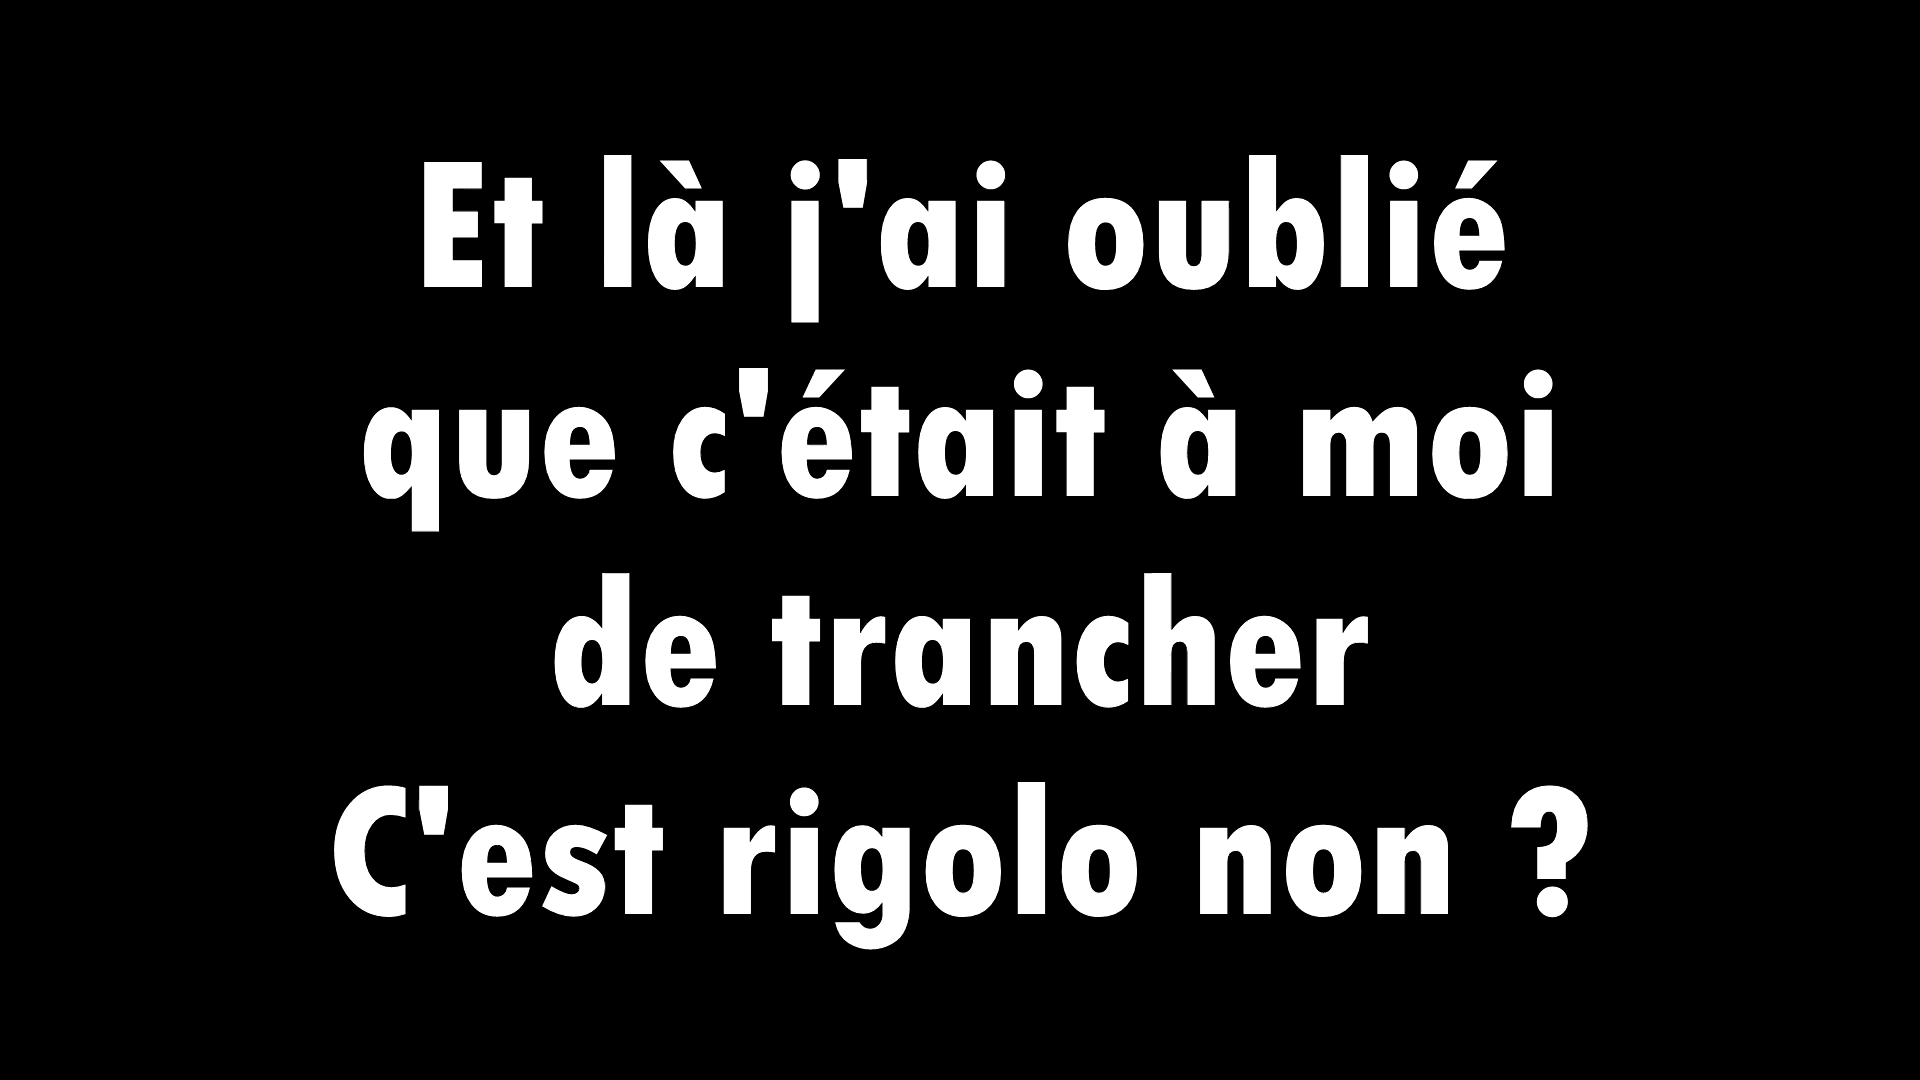 Et là j'ai oublié
que c'était à moi
de trancher
C'est rigolo non ?